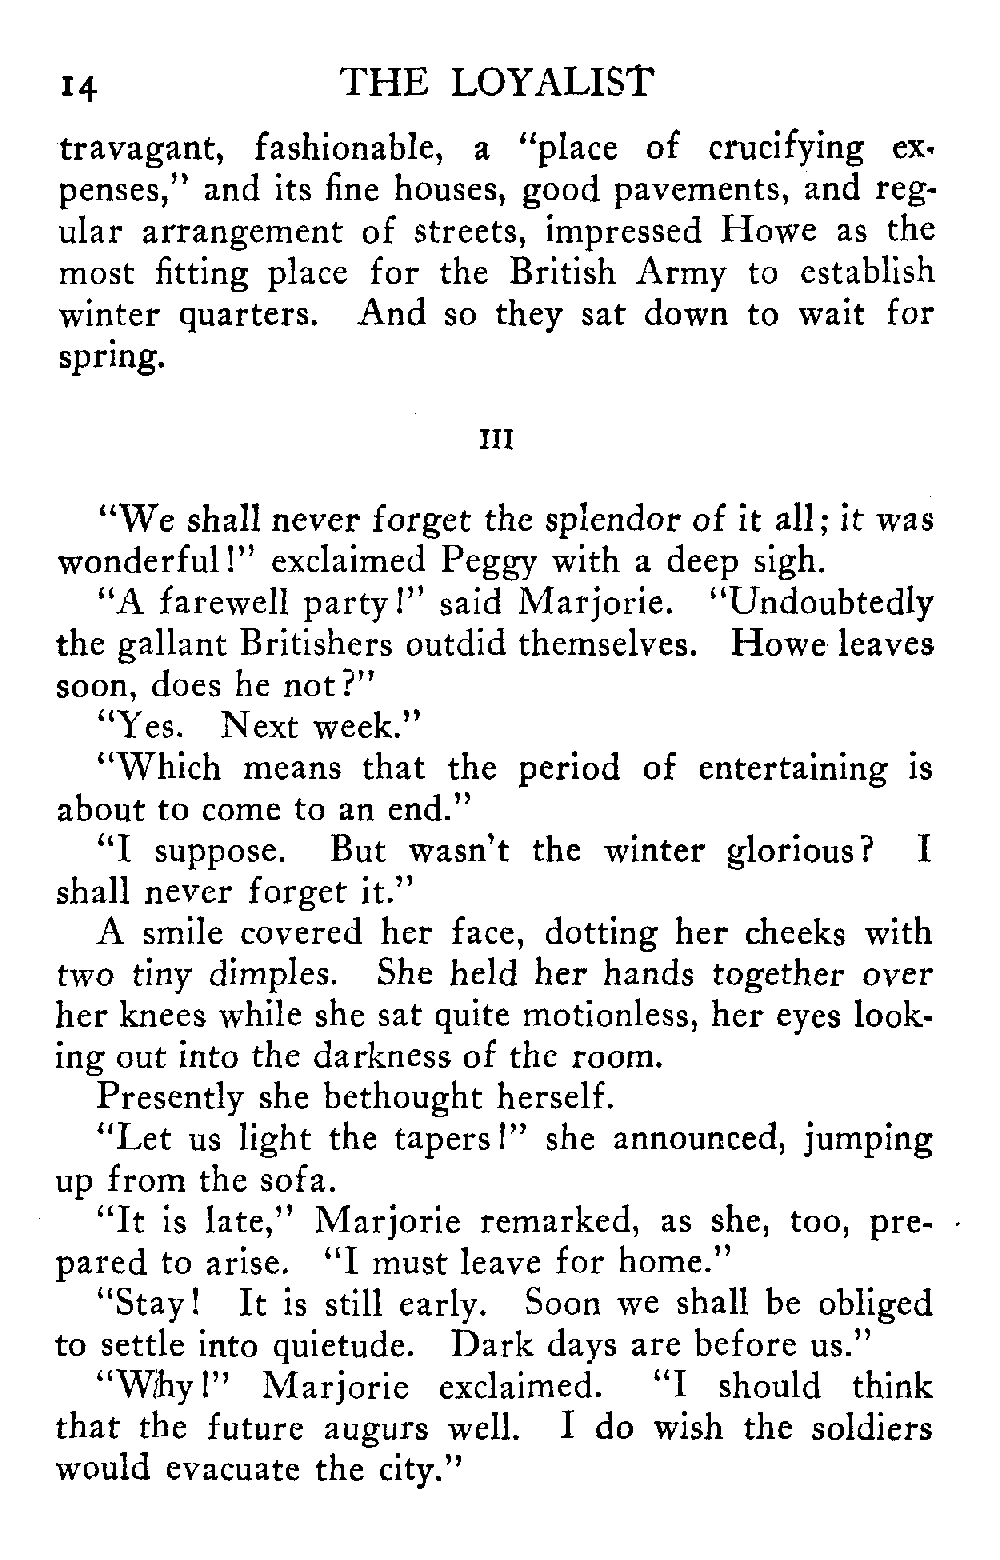 14 THE LOYALIST
travagant, fashionable, a “place of crucifying ex-
penses,” and its fine houses, good pavements, and reg-
ular arrangement of streets, impressed Howe as the
most fitting place for the British Army to establish
winter quarters. And so they sat down to wait for
spring.
III
“We shall never forget the splendor of it all; it was
wonderful!” exclaimed Peggy with a deep sigh.
“A farewell party!” said Marjorie. “Undoubtedly
the gallant Britishers outdid themselves. Howe leaves
soon, does he not?”
“Yes. Next week.”
“Which means that the period of entertaining is
about to come to an end.”
“I suppose. But wasn’t the winter glorious? I
shall never forget it.”
A smile covered her face, dotting her cheeks with
two tiny dimples. She held her hands together over
her knees while she sat quite motionless, her eyes look-
ing out into the darkness of the room.
Presently she bethought herself.
“Let us light the tapers!” she announced, jumping
up from the sofa.
“It is late,” Marjorie remarked, as she, too, pre-
pared to arise. “I must leave for home.”
“Stay! It is still early. Soon we shall be obliged
to settle into quietude. Dark days are before us.”
“Why!” Marjorie exclaimed. “I should think
that the future augurs well. I do wish the soldiers
would evacuate the city.”